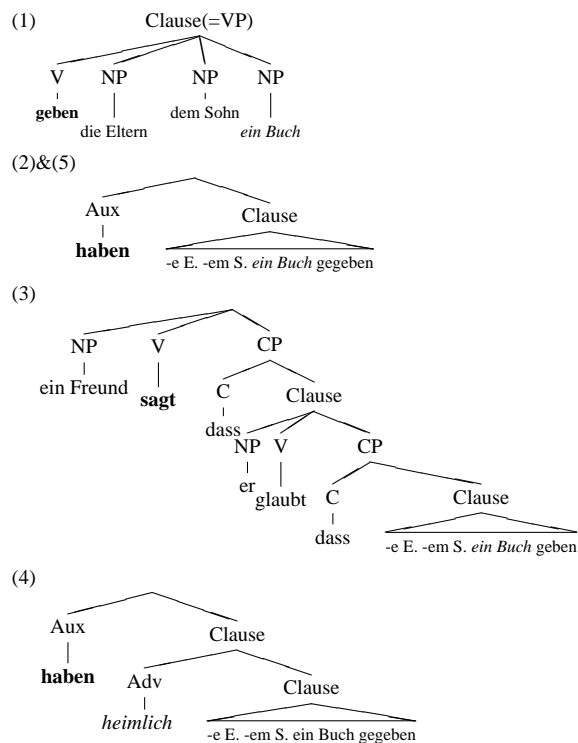 (1)
Clause(=VP)
V NP NP NP
geben die Eltern dem Sohn ein Buch
(2)&(5)
Aux Clause
haben -e E. -em S. ein Buch gegeben
(3)
NP V CP
ein Freund sagt C Clause
dass NP V CP
er glaubt C Clause
dass -e E. -em S. ein Buch geben
(4)
Aux Clause
haben Adv Clause
heimlich -e E. -em S. ein Buch gegeben